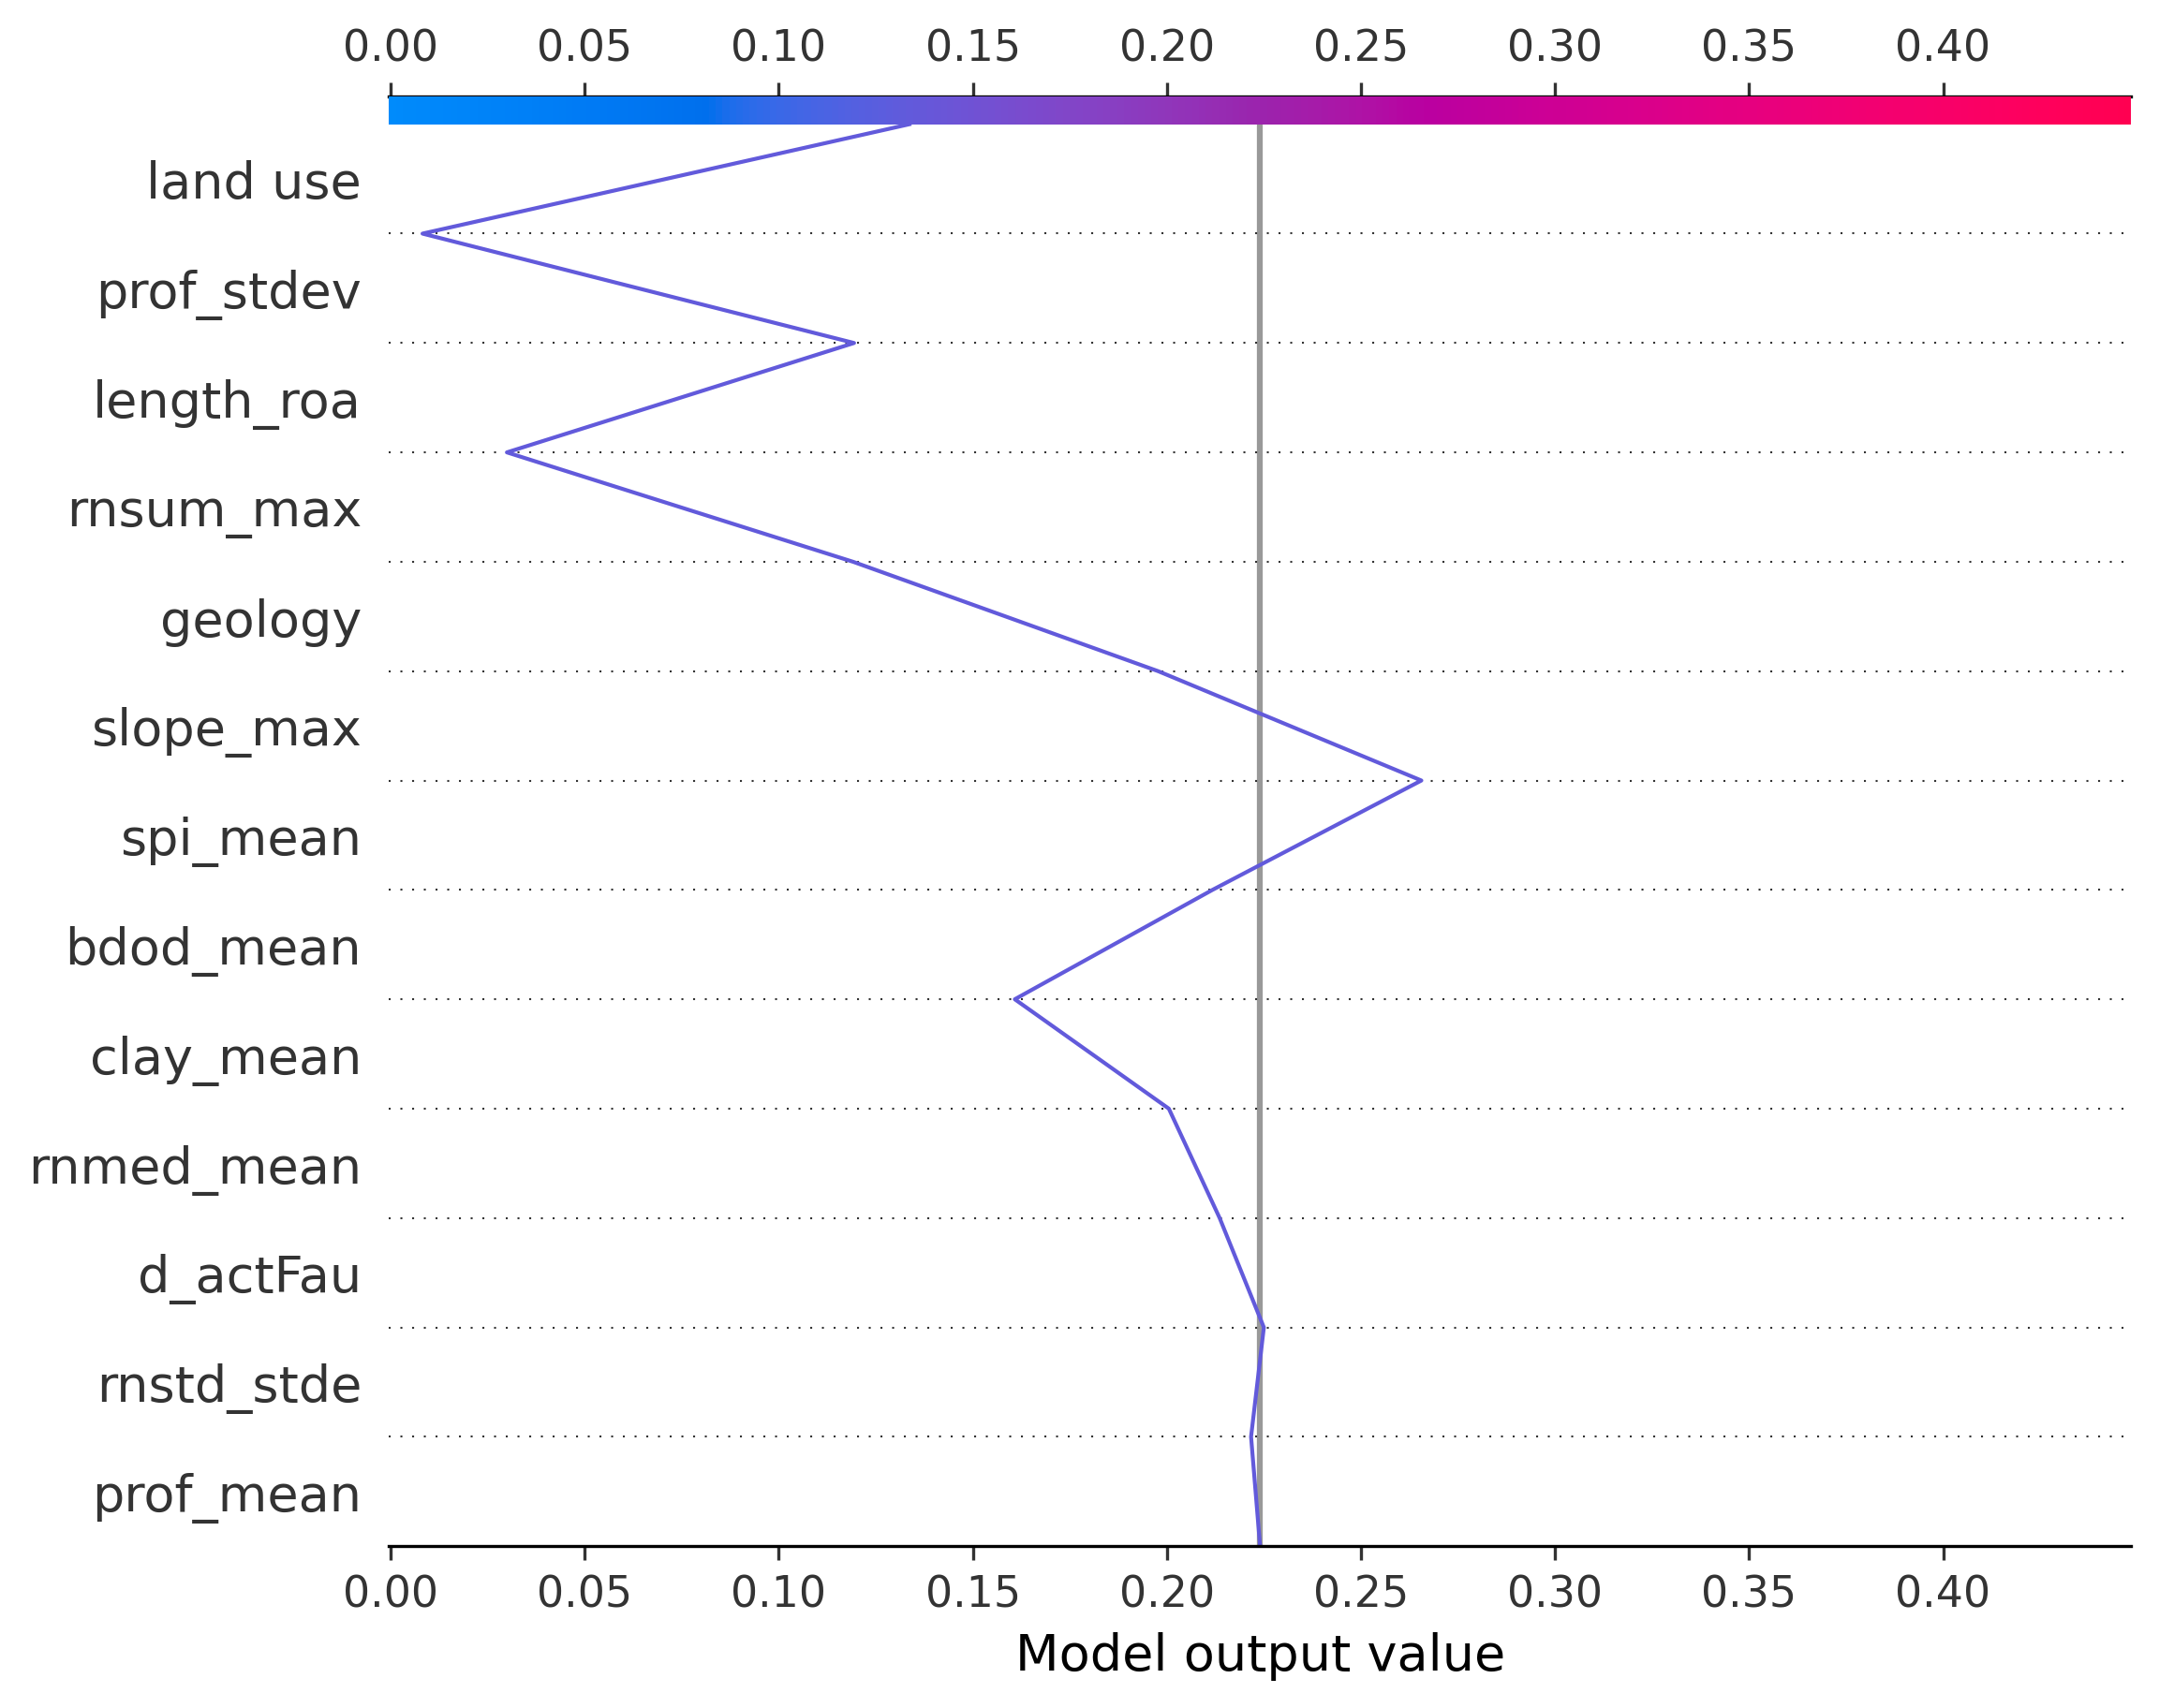 0.00 0.05 0.10 0.15 0.20 0.25 0.30 0.35 0.40
land use
prof_stdev
length_roa
rnsum_max
geology
slope_max
spi_mean
bdod_mean
clay_mean
rnmed_mean
d_actFau
rnstd_stde
prof_mean
0.00 0.05 0.10 0.15 0.20 0.25 0.30 0.35 0.40
Model output value